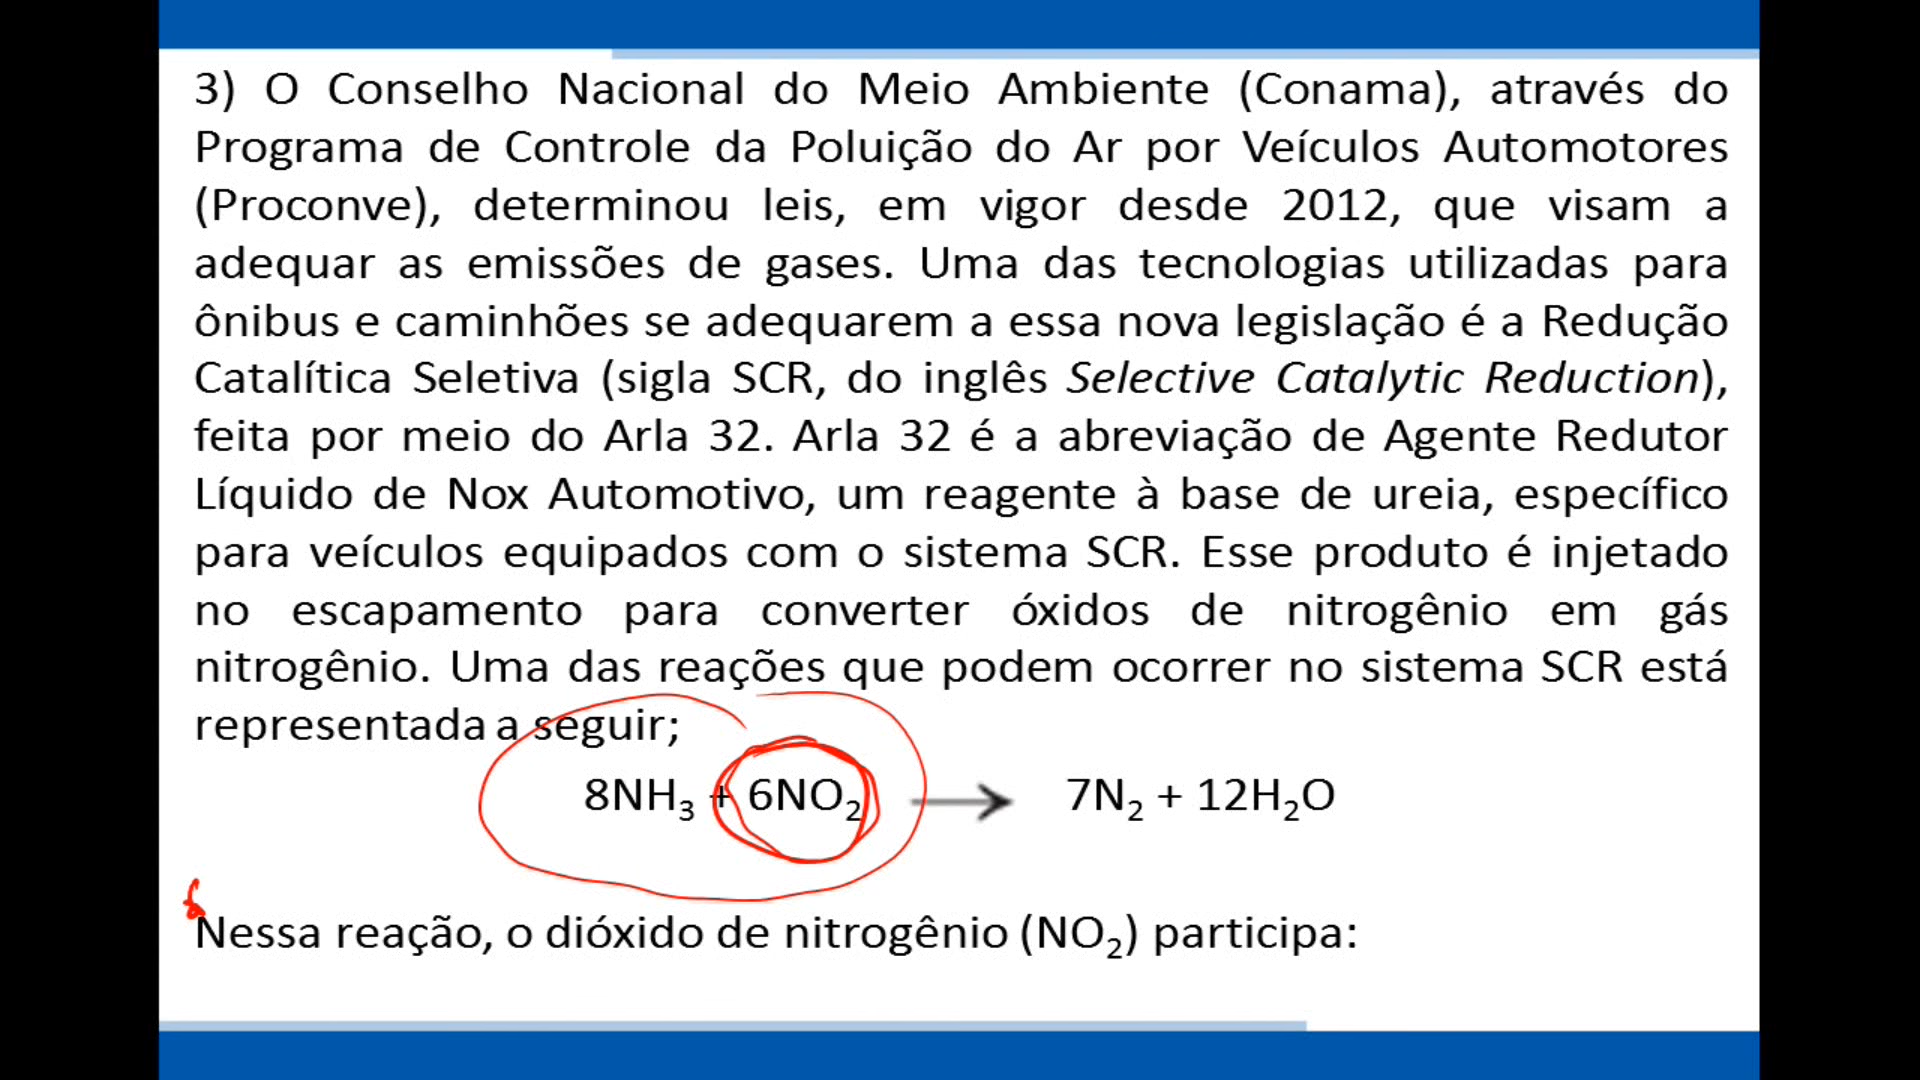 3) O Conselho Nacional do Meio Ambiente (Conama), através do
Programa de Controle da Poluição do Ar por Veículos Automotores
(Proconve), determinou leis, em vigor desde 2012, que visam a
adequar as emissões de gases. Uma das tecnologias utilizadas para
ônibus e caminhões se adequarem a essa nova legislação é a Redução
Catalítica Seletiva (sigla SCR, do inglês Selective Catalytic Reduction),
feita por meio do Arla 32. Arla 32 é a abreviação de Agente Redutor
Líquido de Nox Automotivo, um reagente à base de ureia, específico
para veículos equipados com o sistema SCR. Esse produto é injetado
no escapamento para converter óxidos de nitrogênio em gás
nitrogênio. Uma das reações que podem ocorrer no sistema SCR está
representada a seguir;
8NH₃ + 6NO₂ → 7N₂ + 12H₂O
Nessa reação, o dióxido de nitrogênio (NO₂) participa: